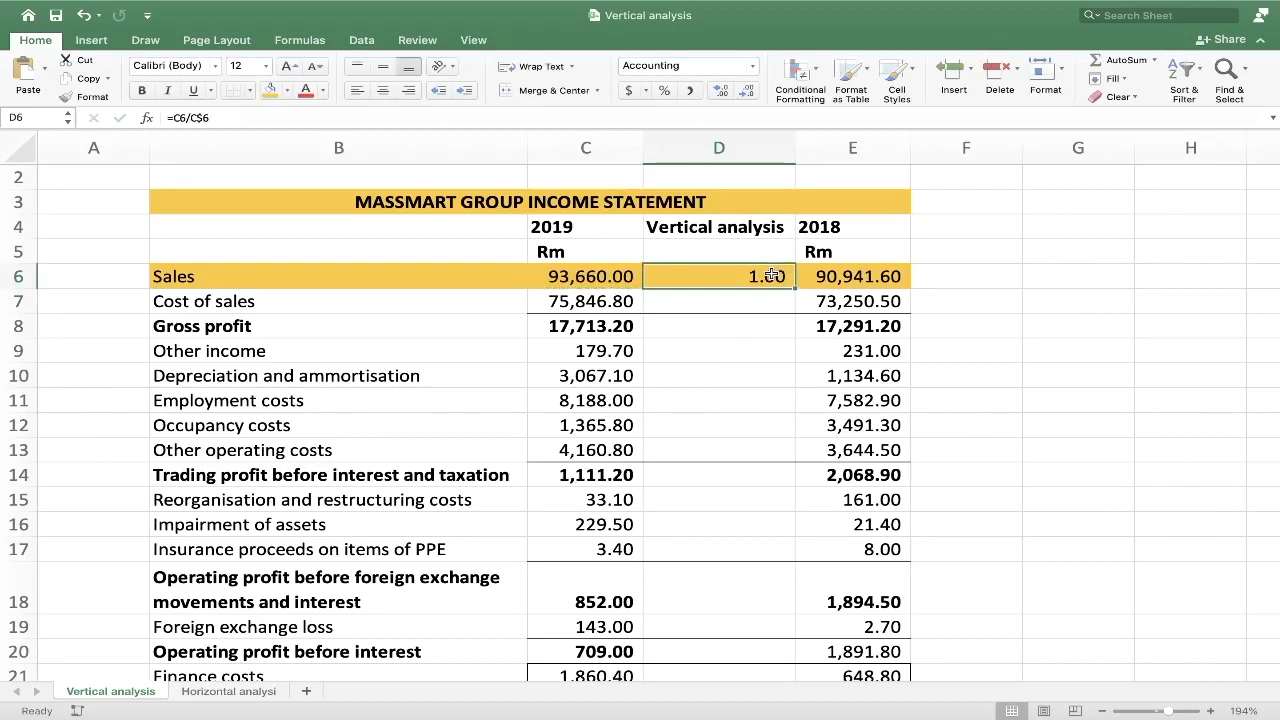 Vertical analysis
Search Sheet
Home Insert Draw Page Layout Formulas Data Review View Share
Cut Calibri (Body) 12 A A Wrap Text Accounting AutoSum
Copy Fill
Paste Format B I U A Merge & Center $ % Conditional Formatting Format as Table Cell Styles Insert Delete Format Clear Sort & Filter Find & Select
D6 fx =C6/C$6
A B C D E F G H
2
3 MASSMART GROUP INCOME STATEMENT
4 2019 Vertical analysis 2018
5 Rm Rm
6 Sales 93,660.00 1.00 90,941.60
7 Cost of sales 75,846.80 73,250.50
8 Gross profit 17,713.20 17,291.20
9 Other income 179.70 231.00
10 Depreciation and ammortisation 3,067.10 1,134.60
11 Employment costs 8,188.00 7,582.90
12 Occupancy costs 1,365.80 3,491.30
13 Other operating costs 4,160.80 3,644.50
14 Trading profit before interest and taxation 1,111.20 2,068.90
15 Reorganisation and restructuring costs 33.10 161.00
16 Impairment of assets 229.50 21.40
17 Insurance proceeds on items of PPE 3.40 8.00
Operating profit before foreign exchange
18 movements and interest 852.00 1,894.50
19 Foreign exchange loss 143.00 2.70
20 Operating profit before interest 709.00 1,891.80
21 Finance costs 1,860.40 648.80
Vertical analysis Horizontal analysi +
Ready 194%